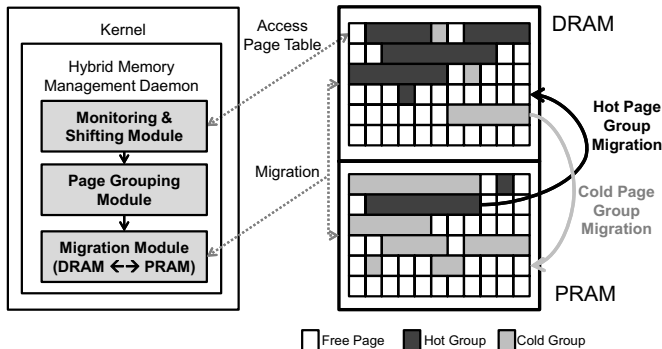 Kernel
Hybrid Memory
Management Daemon
Monitoring &
Shifting Module
Page Grouping
Module
Migration Module
(DRAM ←→ PRAM)
Access
Page Table
Migration
DRAM
Hot Page
Group
Migration
Cold Page
Group
Migration
PRAM
Free Page
Hot Group
Cold Group